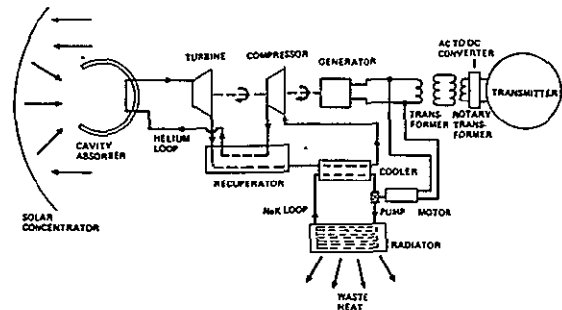 TURBINE
COMPRESSOR
GENERATOR
AC TO DC
CONVERTER
TRANSMITTER
TRANS
FORMER
ROTARY
TRANS-
FORMER
CAVITY
ABSORBER
HELIUM
LOOP
RECUPERATOR
COOLER
NaK LOOP
PUMP
MOTOR
SOLAR
CONCENTRATOR
RADIATOR
WASTE
HEAT